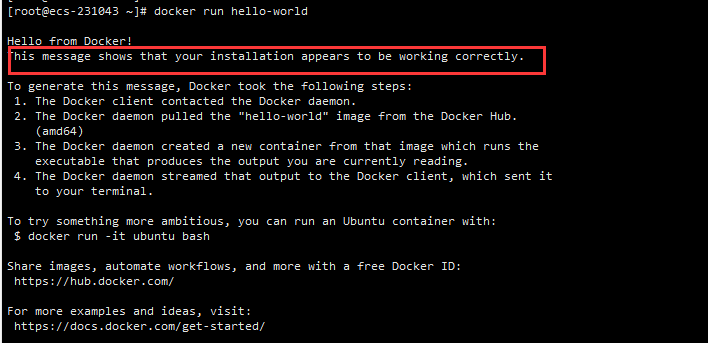 [root@ecs-231043 ~]# docker run hello-world
Hello from Docker!
This message shows that your installation appears to be working correctly.
To generate this message, Docker took the following steps:
1. The Docker client contacted the Docker daemon.
2. The Docker daemon pulled the "hello-world" image from the Docker Hub.
(amd64)
3. The Docker daemon created a new container from that image which runs the
executable that produces the output you are currently reading.
4. The Docker daemon streamed that output to the Docker client, which sent it
to your terminal.
To try something more ambitious, you can run an Ubuntu container with:
$ docker run -it ubuntu bash
Share images, automate workflows, and more with a free Docker ID:
https://hub.docker.com/
For more examples and ideas, visit:
https://docs.docker.com/get-started/